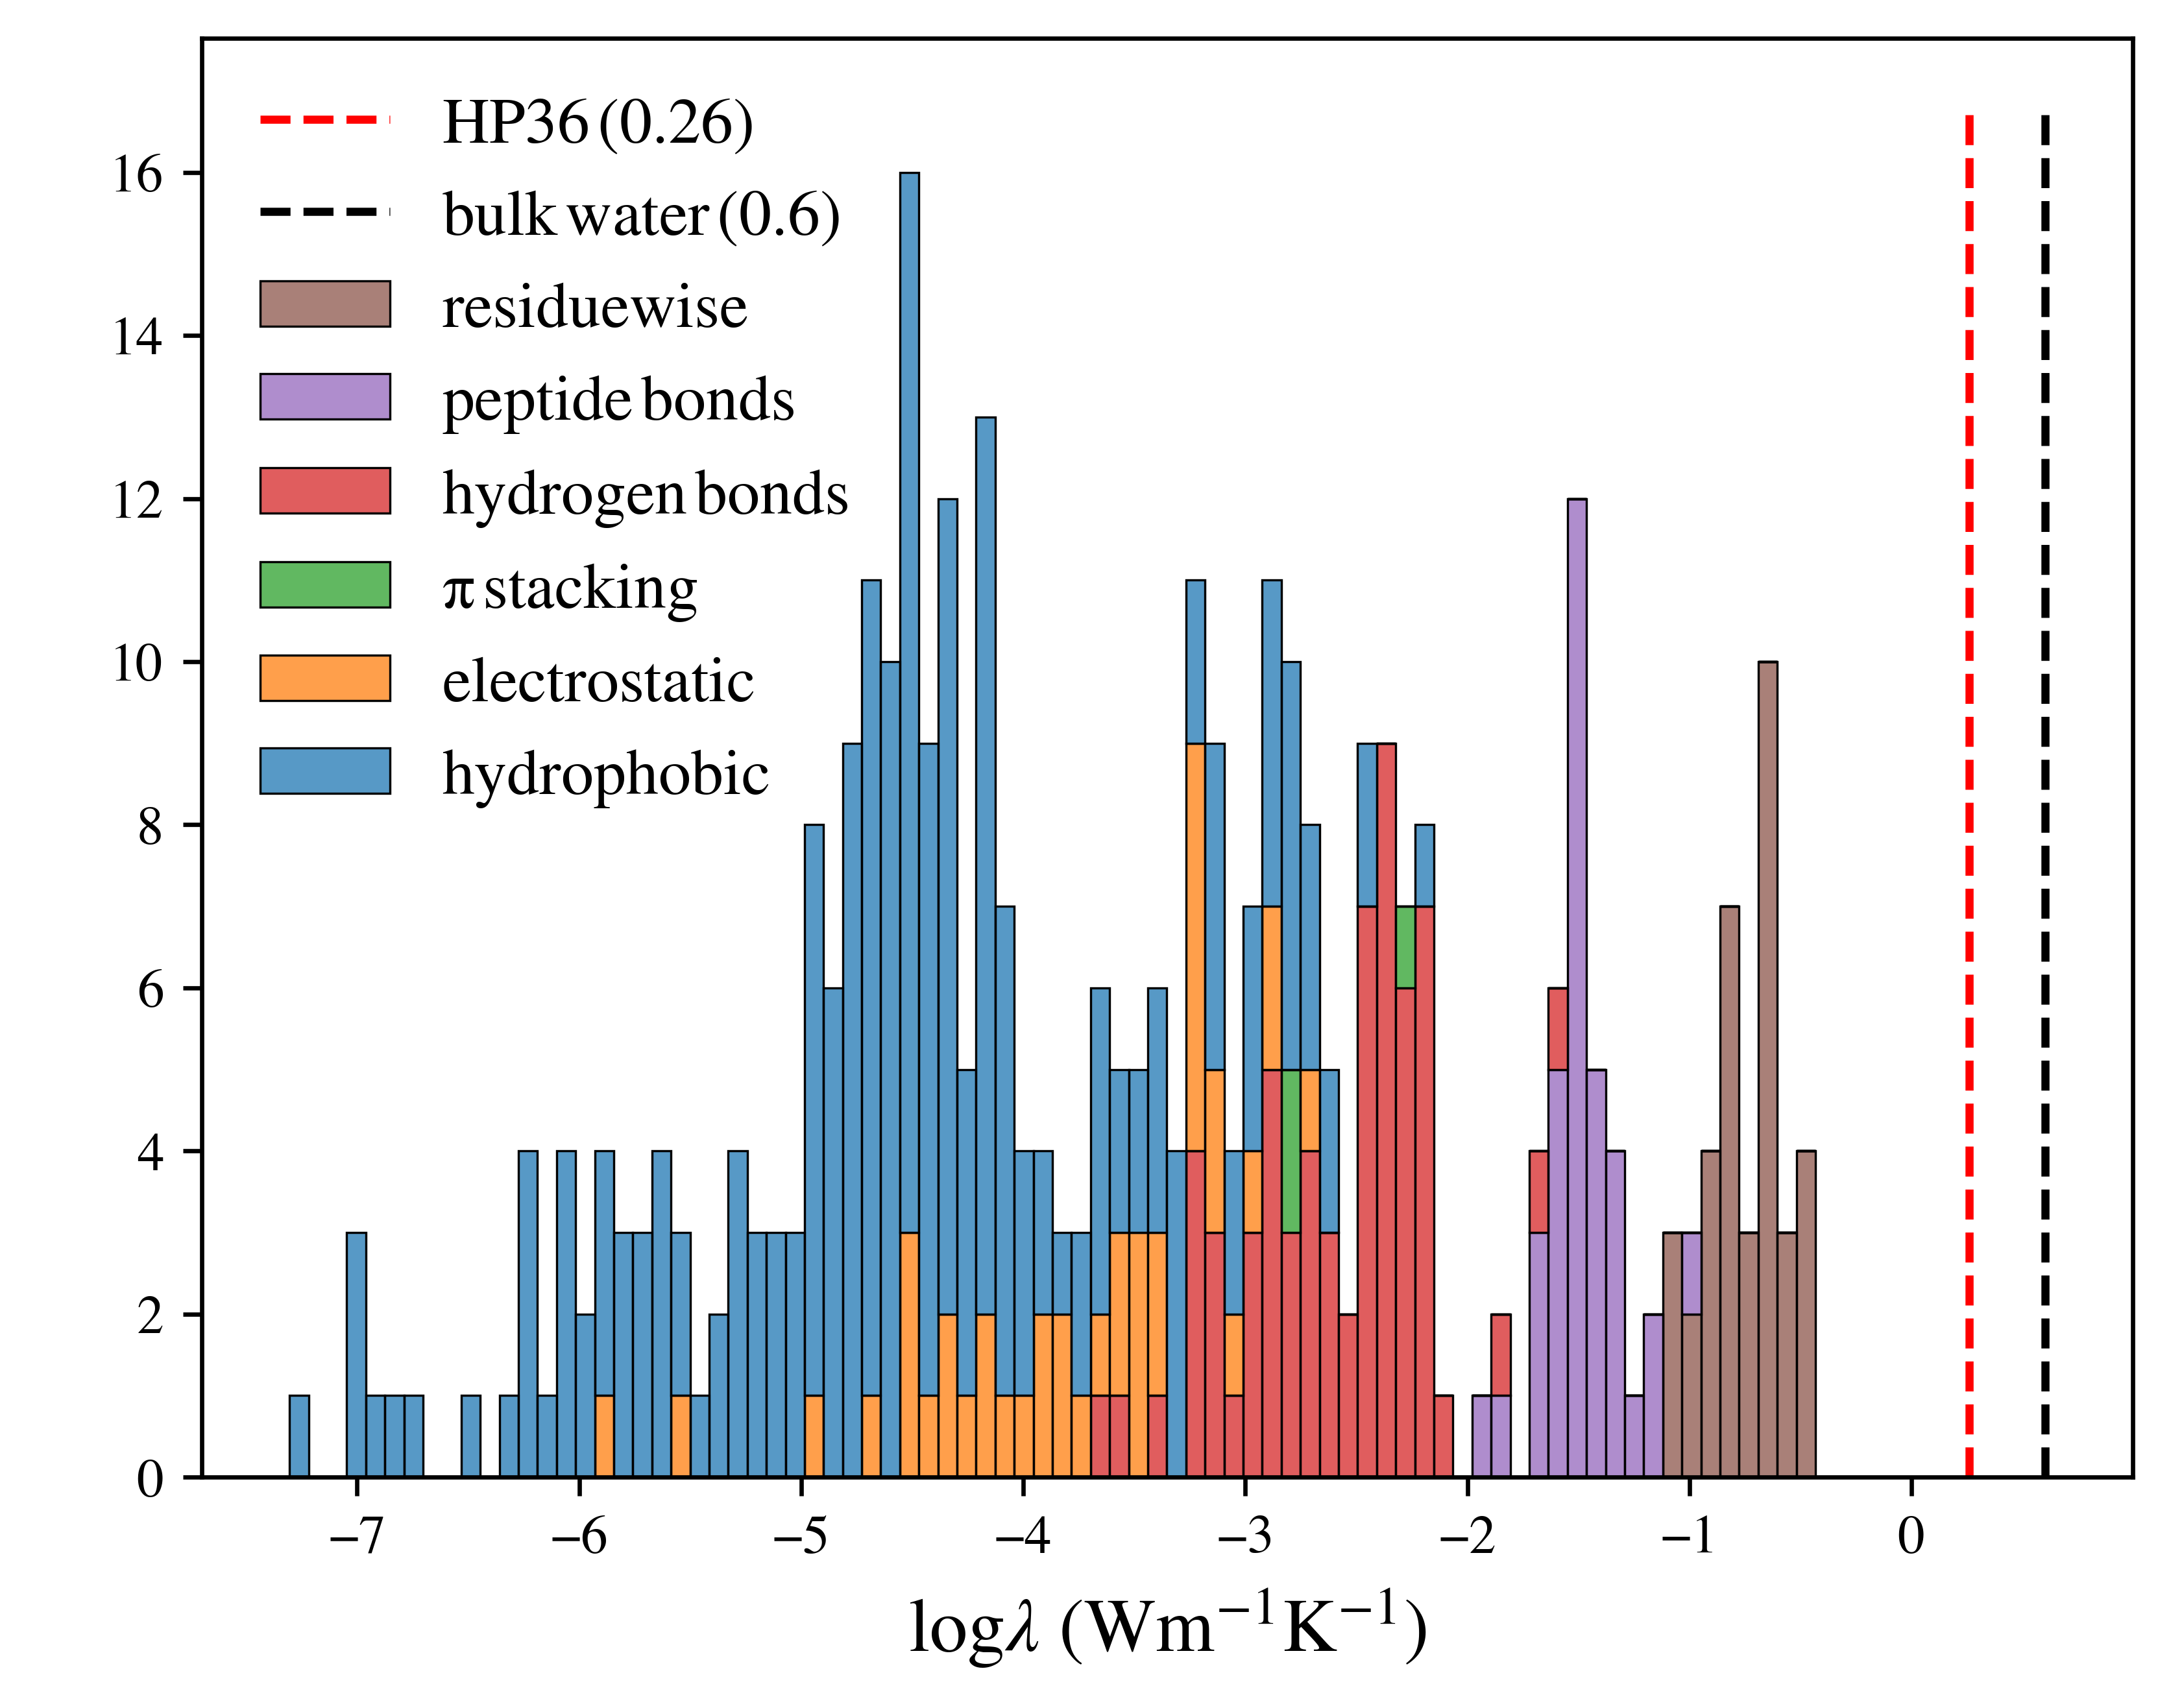 HP36 (0.26)
bulk water (0.6)
residuewise
peptide bonds
hydrogen bonds
π stacking
electrostatic
hydrophobic
16
14
12
10
8
6
4
2
0
−7 −6 −5 −4 −3 −2 −1 0
logλ (Wm⁻¹K⁻¹)